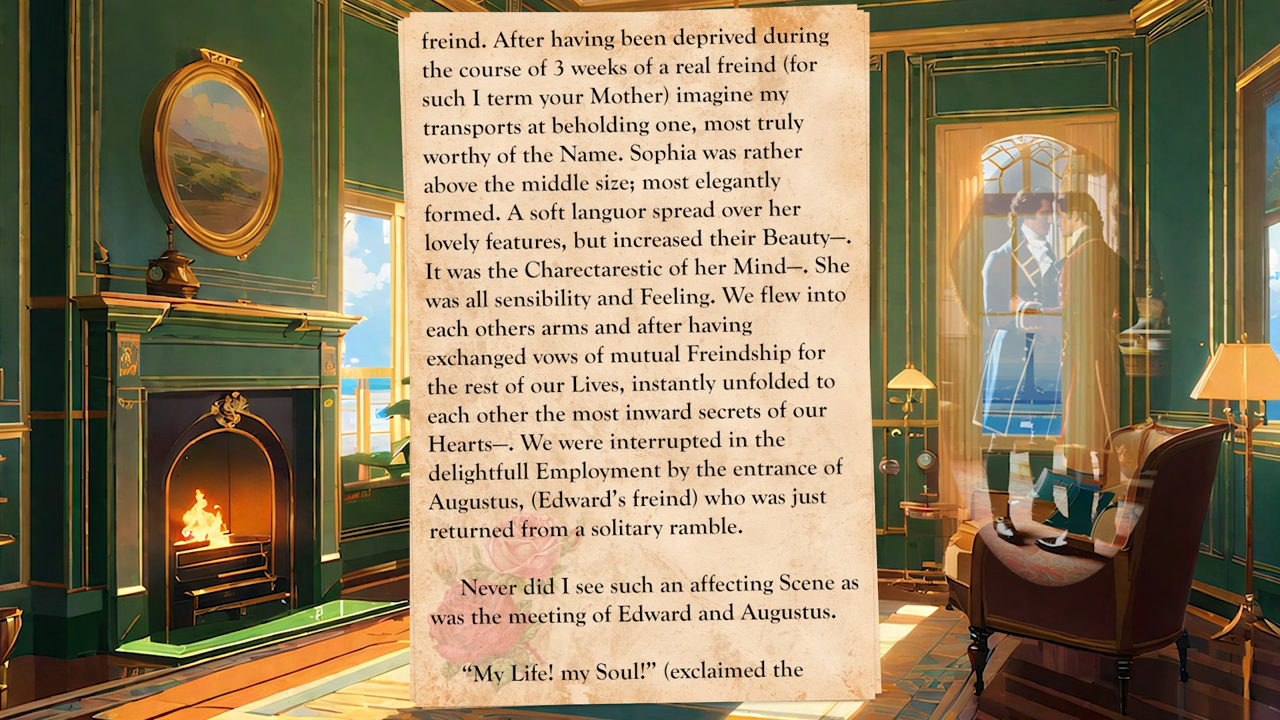 freind. After having been deprived during
the course of 3 weeks of a real freind (for
such I term your Mother) imagine my
transports at beholding one, most truly
worthy of the Name. Sophia was rather
above the middle size; most elegantly
formed. A soft languor spread over her
lovely features, but increased their Beauty—.
It was the Charectarestic of her Mind—. She
was all sensibility and Feeling. We flew into
each others arms and after having
exchanged vows of mutual Freindship for
the rest of our Lives, instantly unfolded to
each other the most inward secrets of our
Hearts—. We were interrupted in the
delightfull Employment by the entrance of
Augustus, (Edward’s freind) who was just
returned from a solitary ramble.
Never did I see such an affecting Scene as
was the meeting of Edward and Augustus.
“My Life! my Soul!” (exclaimed the